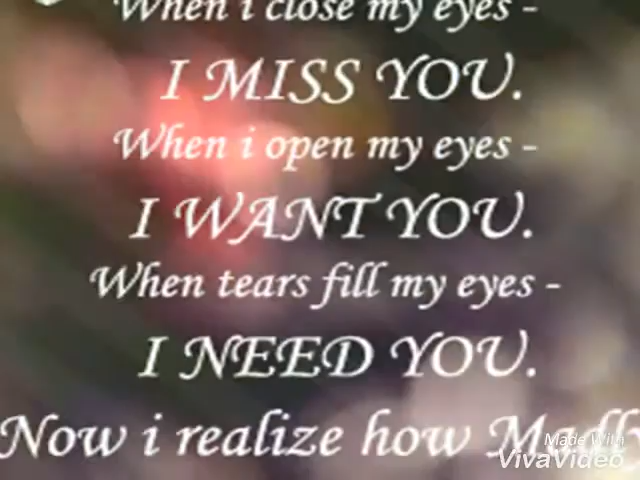 When i close my eyes -
I MISS YOU.
When i open my eyes -
I WANT YOU.
When tears fill my eyes -
I NEED YOU.
Now i realize how Madly
Made With
VivaVideo